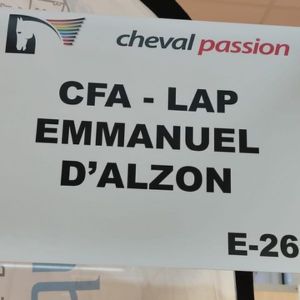 cheval passion
CFA - LAP
EMMANUEL
D'ALZON
E-26